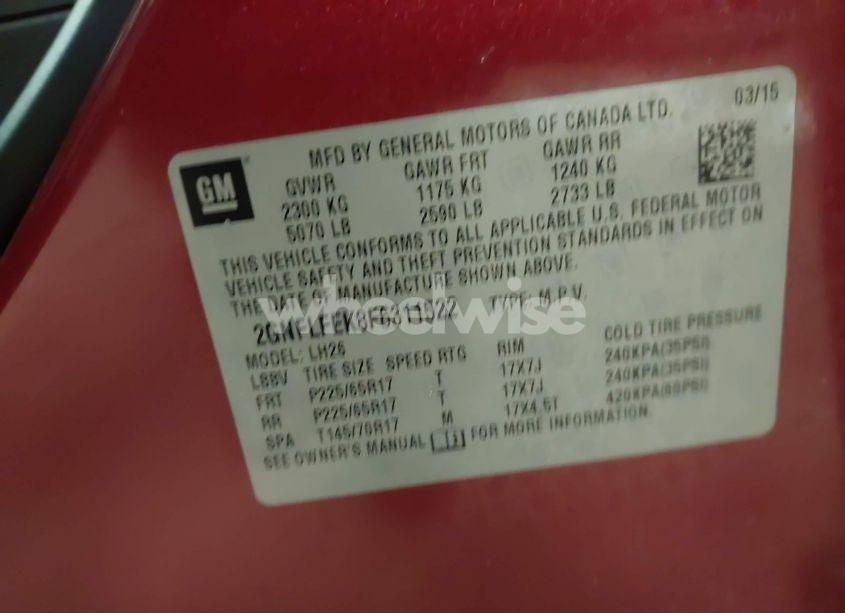 GM
MFD BY GENERAL MOTORS OF CANADA LTD. 03/15
GVWR GAWR FRT GAWR RR
2300 KG 1175 KG 1240 KG
5070 LB 2590 LB 2733 LB
THIS VEHICLE CONFORMS TO ALL APPLICABLE U.S. FEDERAL MOTOR
VEHICLE SAFETY AND THEFT PREVENTION STANDARDS IN EFFECT ON
THE DATE OF MANUFACTURE SHOWN ABOVE.
TYPE: M.P.V.
wheelwise
MODEL: LH26
TIRE SIZE SPEED RTG RIM COLD TIRE PRESSURE
FRT P225/65R17 T 17X7J 240KPA(35PSI)
RR P225/65R17 T 17X7J 240KPA(35PSI)
SPA T145/70R17 M 17X4.5T 420KPA(60PSI)
SEE OWNER'S MANUAL FOR MORE INFORMATION.